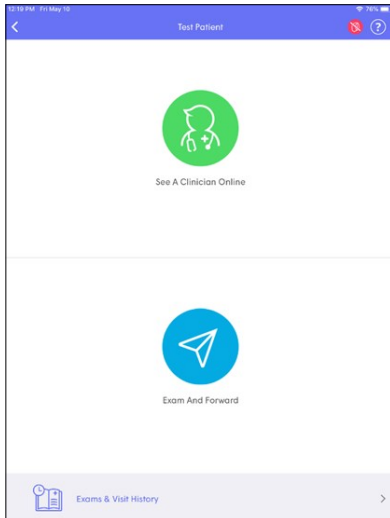 12:19 PM Fri May 10 76%
Test Patient
?
See A Clinician Online
Exam And Forward
Exams & Visit History